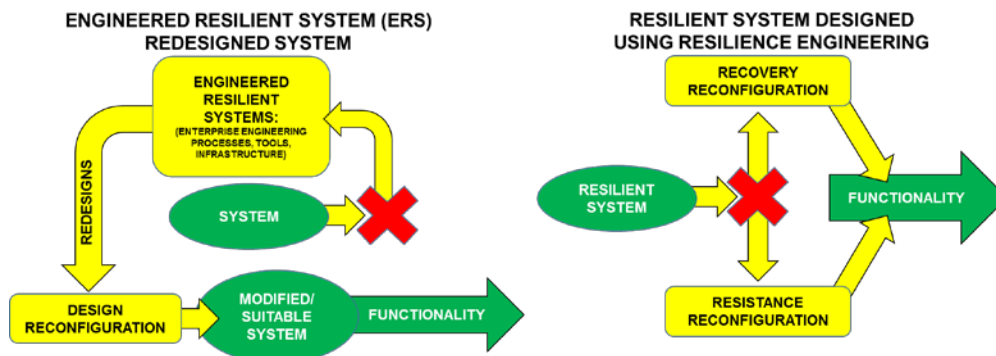 ENGINEERED RESILIENT SYSTEM (ERS)
REDESIGNED SYSTEM
ENGINEERED
RESILIENT
SYSTEMS:
(ENTERPRISE ENGINEERING
PROCESSES, TOOLS,
INFRASTRUCTURE)
REDESIGNS
SYSTEM
DESIGN
RECONFIGURATION
MODIFIED/
SUITABLE
SYSTEM
FUNCTIONALITY
RESILIENT SYSTEM DESIGNED
USING RESILIENCE ENGINEERING
RECOVERY
RECONFIGURATION
RESILIENT
SYSTEM
FUNCTIONALITY
RESISTANCE
RECONFIGURATION